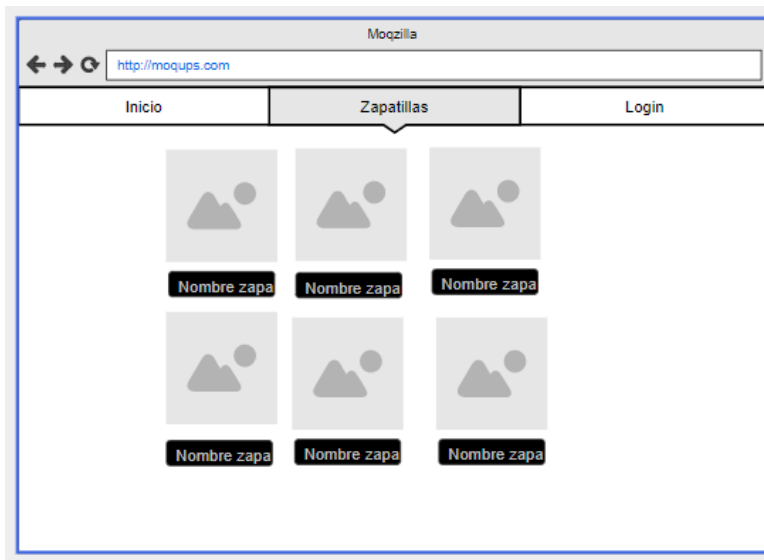 Moqzilla
http://moqups.com
Inicio Zapatillas Login
Nombre zapa Nombre zapa Nombre zapa
Nombre zapa Nombre zapa Nombre zapa